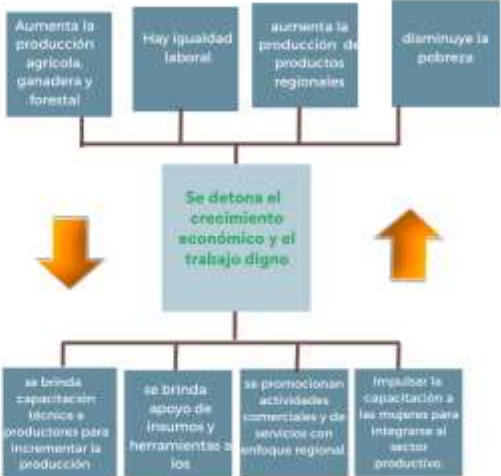 Aumenta la
producción
agrícola,
ganadera y
forestal
Hay igualdad
laboral
aumenta la
producción de
productos
regionales
disminuye la
pobreza
Se detona el
crecimiento
económico y el
trabajo digno
se brinda
capacitación
técnica a
productores para
incrementar la
producción
se brinda
apoyo de
insumos y
herramientas a
los
se promocionan
actividades
comerciales y de
servicios con
enfoque regional.
Impulsar la
capacitación a
las mujeres para
integrarse al
sector
productivo.